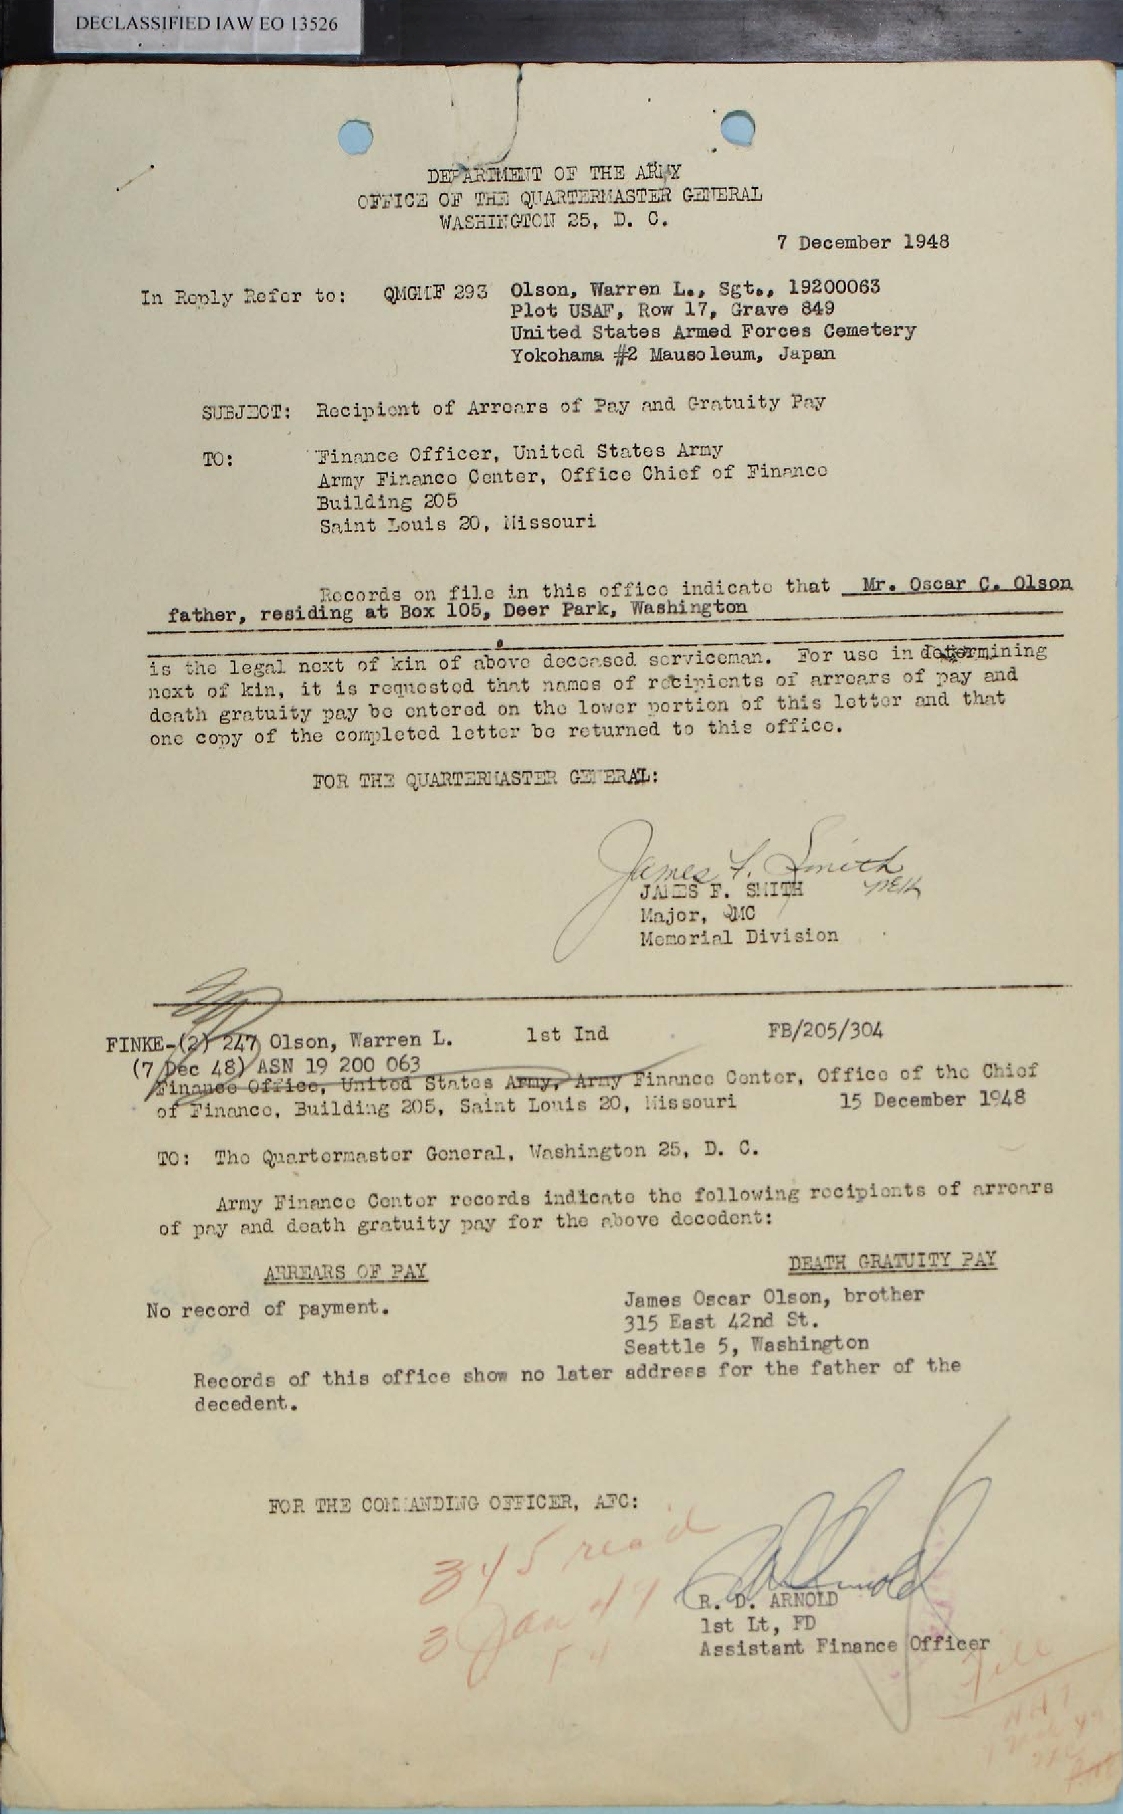 DECLASSIFIED IAW EO 13526
DEPARTMENT OF THE ARMY
OFFICE OF THE QUARTERMASTER GENERAL
WASHINGTON 25, D. C.
7 December 1948
In Reply Refer to: QMGMF 293 Olson, Warren L., Sgt., 19200063
Plot USAF, Row 17, Grave 849
United States Armed Forces Cemetery
Yokohama #2 Mausoleum, Japan
SUBJECT: Recipient of Arrears of Pay and Gratuity Pay
TO: Finance Officer, United States Army
Army Finance Center, Office Chief of Finance
Building 205
Saint Louis 20, Missouri
Records on file in this office indicate that Mr. Oscar C. Olson
father, residing at Box 105, Deer Park, Washington
is the legal next of kin of above deceased serviceman. For use in determining
next of kin, it is requested that names of recipients of arrears of pay and
death gratuity pay be entered on the lower portion of this letter and that
one copy of the completed letter be returned to this office.
FOR THE QUARTERMASTER GENERAL:
James F. Smith
JAMES F. SMITH
Major, QMC
Memorial Division
FINKE-(2) 247 Olson, Warren L. 1st Ind FB/205/304
(7 Dec 48) ASN 19 200 063
Finance Office, United States Army, Army Finance Center, Office of the Chief
of Finance, Building 205, Saint Louis 20, Missouri 15 December 1948
TO: The Quartermaster General, Washington 25, D. C.
Army Finance Center records indicate the following recipients of arrears
of pay and death gratuity pay for the above decedent:
ARREARS OF PAY DEATH GRATUITY PAY
No record of payment. James Oscar Olson, brother
315 East 42nd St.
Seattle 5, Washington
Records of this office show no later address for the father of the
decedent.
FOR THE COMMANDING OFFICER, AFC:
345 read
3 Jan 49
R. D. ARNOLD
1st Lt, FD
Assistant Finance Officer
File